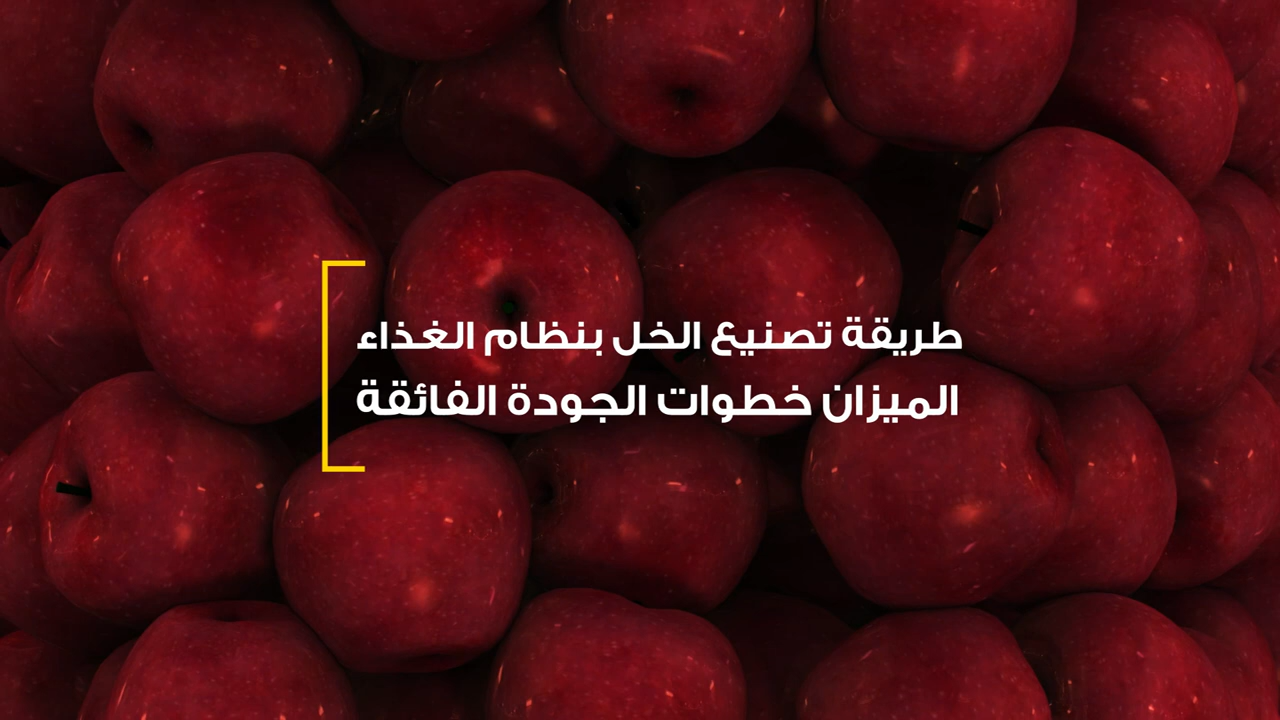 طريقة تصنيع الخل بنظام الغذاء
الميزان خطوات الجودة الفائقة